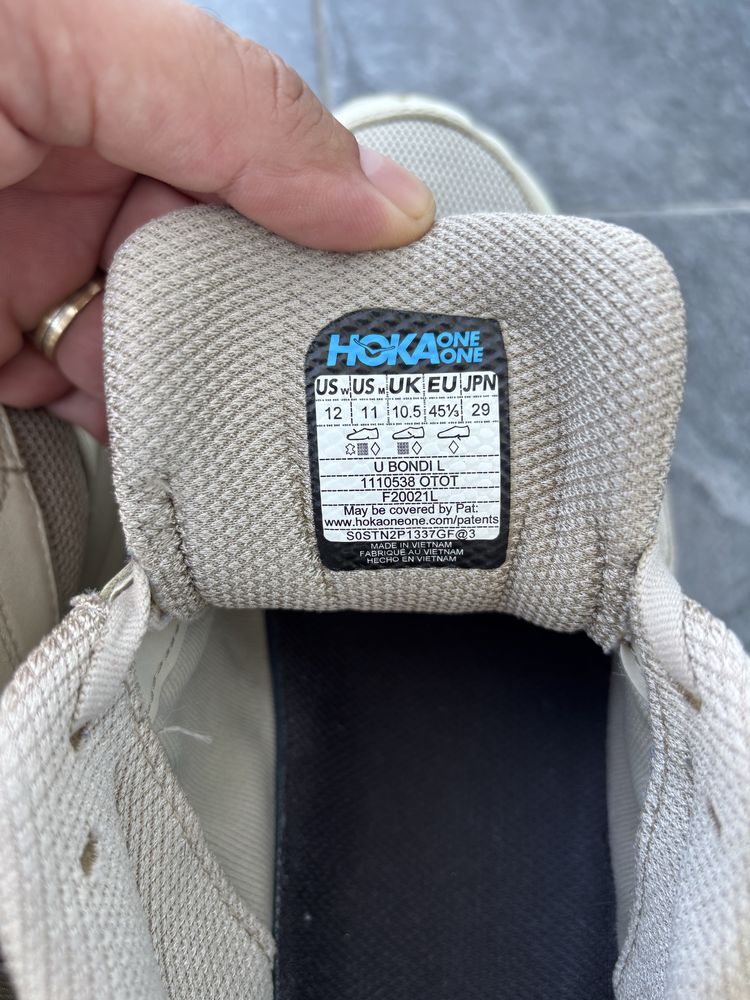 HOKA ONE ONE
US W US M UK EU JPN
12 11 10.5 45⅓ 29
U BONDI L
1110538 OTOT
F20021L
May be covered by Pat:
www.hokaoneone.com/patents
S0STN2P1337GF@3
MADE IN VIETNAM
FABRIQUÉ AU VIETNAM
HECHO EN VIETNAM